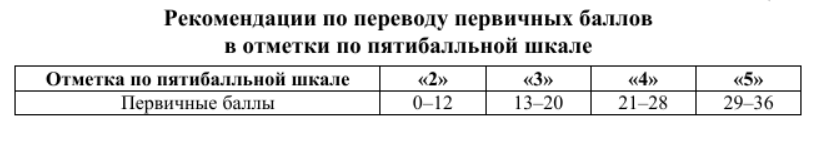 Рекомендации по переводу первичных баллов
в отметки по пятибалльной шкале
Отметка по пятибалльной шкале «2» «3» «4» «5»
Первичные баллы 0–12 13–20 21–28 29–36